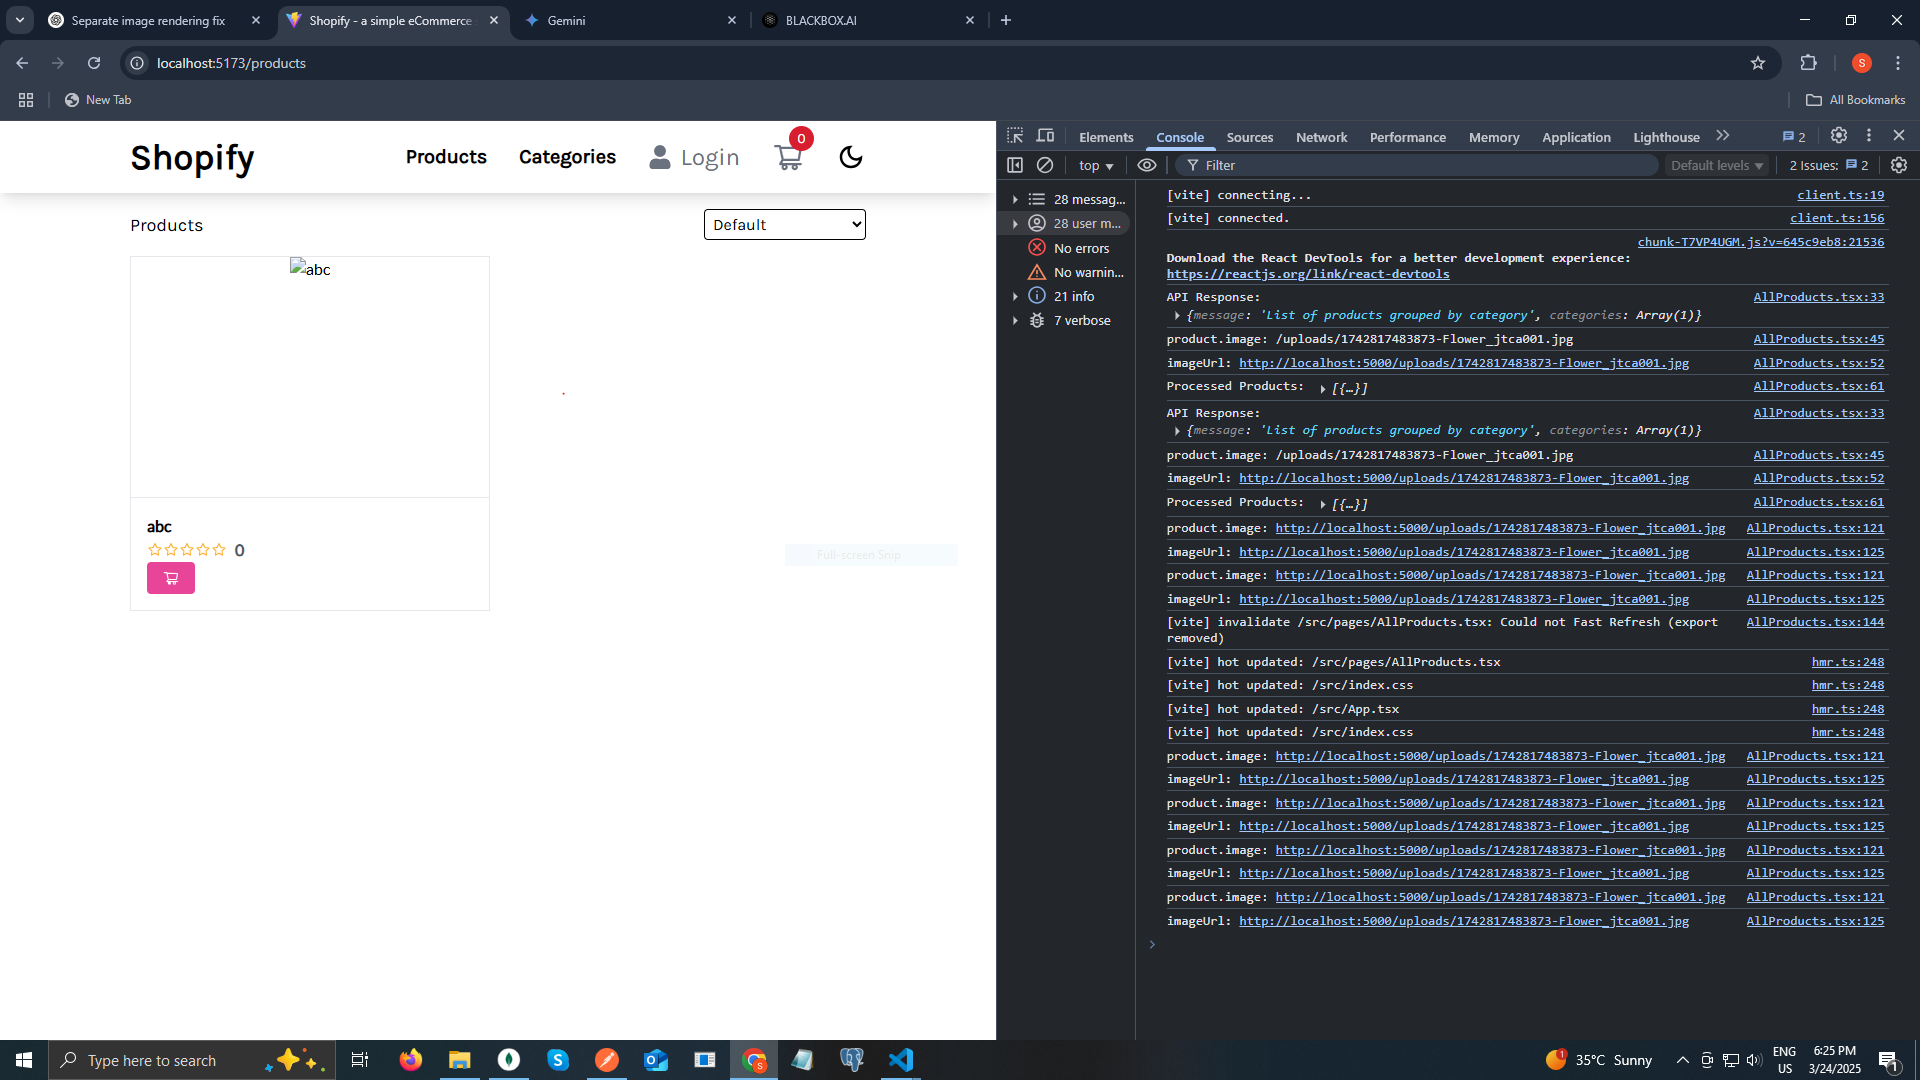 Separate image rendering fix
Shopify - a simple eCommerce
Gemini
BLACKBOX.AI
localhost:5173/products
S
New Tab
All Bookmarks
Shopify
Products
Categories
Login
0
Products
Default
abc
abc
0
Full-screen Snip
Elements
Console
Sources
Network
Performance
Memory
Application
Lighthouse
2
top
Filter
Default levels
2 Issues:
2
28 messag...
28 user m...
No errors
No warnin...
21 info
7 verbose
[vite] connecting... client.ts:19
[vite] connected. client.ts:156
chunk-T7VP4UGM.js?v=645c9eb8:21536
Download the React DevTools for a better development experience:
https://reactjs.org/link/react-devtools
API Response: AllProducts.tsx:33
{message: 'List of products grouped by category', categories: Array(1)}
product.image: /uploads/1742817483873-Flower_jtca001.jpg AllProducts.tsx:45
imageUrl: http://localhost:5000/uploads/1742817483873-Flower_jtca001.jpg AllProducts.tsx:52
Processed Products: [{…}] AllProducts.tsx:61
API Response: AllProducts.tsx:33
{message: 'List of products grouped by category', categories: Array(1)}
product.image: /uploads/1742817483873-Flower_jtca001.jpg AllProducts.tsx:45
imageUrl: http://localhost:5000/uploads/1742817483873-Flower_jtca001.jpg AllProducts.tsx:52
Processed Products: [{…}] AllProducts.tsx:61
product.image: http://localhost:5000/uploads/1742817483873-Flower_jtca001.jpg AllProducts.tsx:121
imageUrl: http://localhost:5000/uploads/1742817483873-Flower_jtca001.jpg AllProducts.tsx:125
product.image: http://localhost:5000/uploads/1742817483873-Flower_jtca001.jpg AllProducts.tsx:121
imageUrl: http://localhost:5000/uploads/1742817483873-Flower_jtca001.jpg AllProducts.tsx:125
[vite] invalidate /src/pages/AllProducts.tsx: Could not Fast Refresh (export AllProducts.tsx:144
removed)
[vite] hot updated: /src/pages/AllProducts.tsx hmr.ts:248
[vite] hot updated: /src/index.css hmr.ts:248
[vite] hot updated: /src/App.tsx hmr.ts:248
[vite] hot updated: /src/index.css hmr.ts:248
product.image: http://localhost:5000/uploads/1742817483873-Flower_jtca001.jpg AllProducts.tsx:121
imageUrl: http://localhost:5000/uploads/1742817483873-Flower_jtca001.jpg AllProducts.tsx:125
product.image: http://localhost:5000/uploads/1742817483873-Flower_jtca001.jpg AllProducts.tsx:121
imageUrl: http://localhost:5000/uploads/1742817483873-Flower_jtca001.jpg AllProducts.tsx:125
product.image: http://localhost:5000/uploads/1742817483873-Flower_jtca001.jpg AllProducts.tsx:121
imageUrl: http://localhost:5000/uploads/1742817483873-Flower_jtca001.jpg AllProducts.tsx:125
product.image: http://localhost:5000/uploads/1742817483873-Flower_jtca001.jpg AllProducts.tsx:121
imageUrl: http://localhost:5000/uploads/1742817483873-Flower_jtca001.jpg AllProducts.tsx:125
Type here to search
1
35°C Sunny
ENG
US
6:25 PM
3/24/2025
1